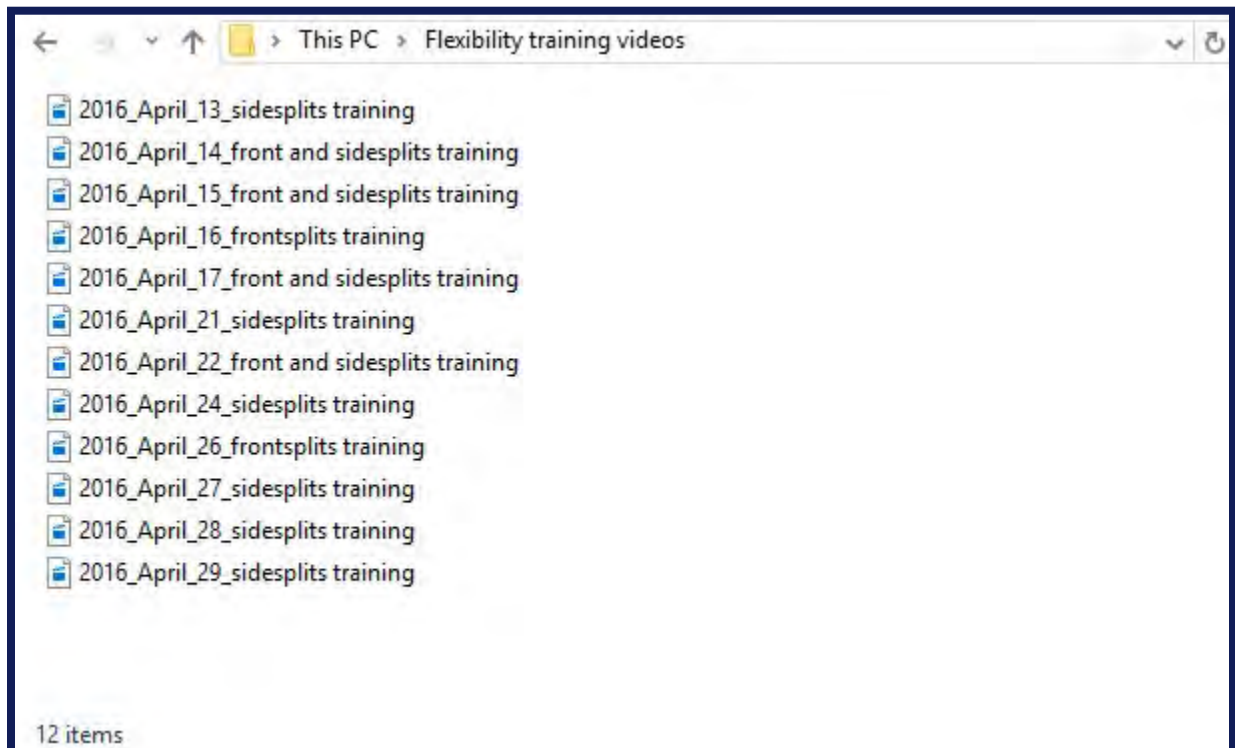 This PC > Flexibility training videos
2016_April_13_sidesplits training
2016_April_14_front and sidesplits training
2016_April_15_front and sidesplits training
2016_April_16_frontsplits training
2016_April_17_front and sidesplits training
2016_April_21_sidesplits training
2016_April_22_front and sidesplits training
2016_April_24_sidesplits training
2016_April_26_frontsplits training
2016_April_27_sidesplits training
2016_April_28_sidesplits training
2016_April_29_sidesplits training
12 items